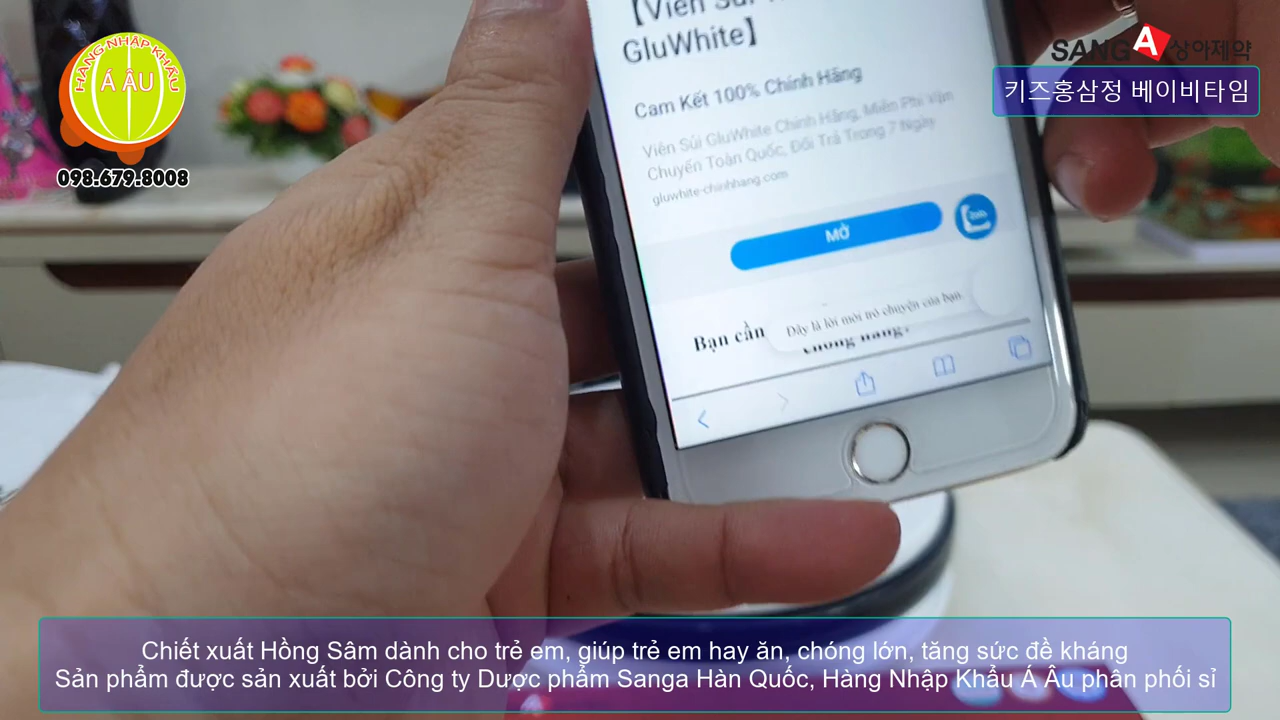 HÀNG NHẬP KHẨU
Á ÂU
098.679.8008
SANGA 상아제약
키즈홍삼정 베이비타임
【Viên Sủi
GluWhite】
Cam Kết 100% Chính Hãng
Viên Sủi GluWhite Chính Hãng, Miễn Phí Vận
Chuyển Toàn Quốc, Đổi Trả Trong 7 Ngày
gluwhite-chinhhang.com
MỞ
Zalo
Bạn cần
Đây là lời mời trò chuyện của bạn
Chiết xuất Hồng Sâm dành cho trẻ em, giúp trẻ em hay ăn, chóng lớn, tăng sức đề kháng
Sản phẩm được sản xuất bởi Công ty Dược phẩm Sanga Hàn Quốc, Hàng Nhập Khẩu Á Âu phân phối sỉ